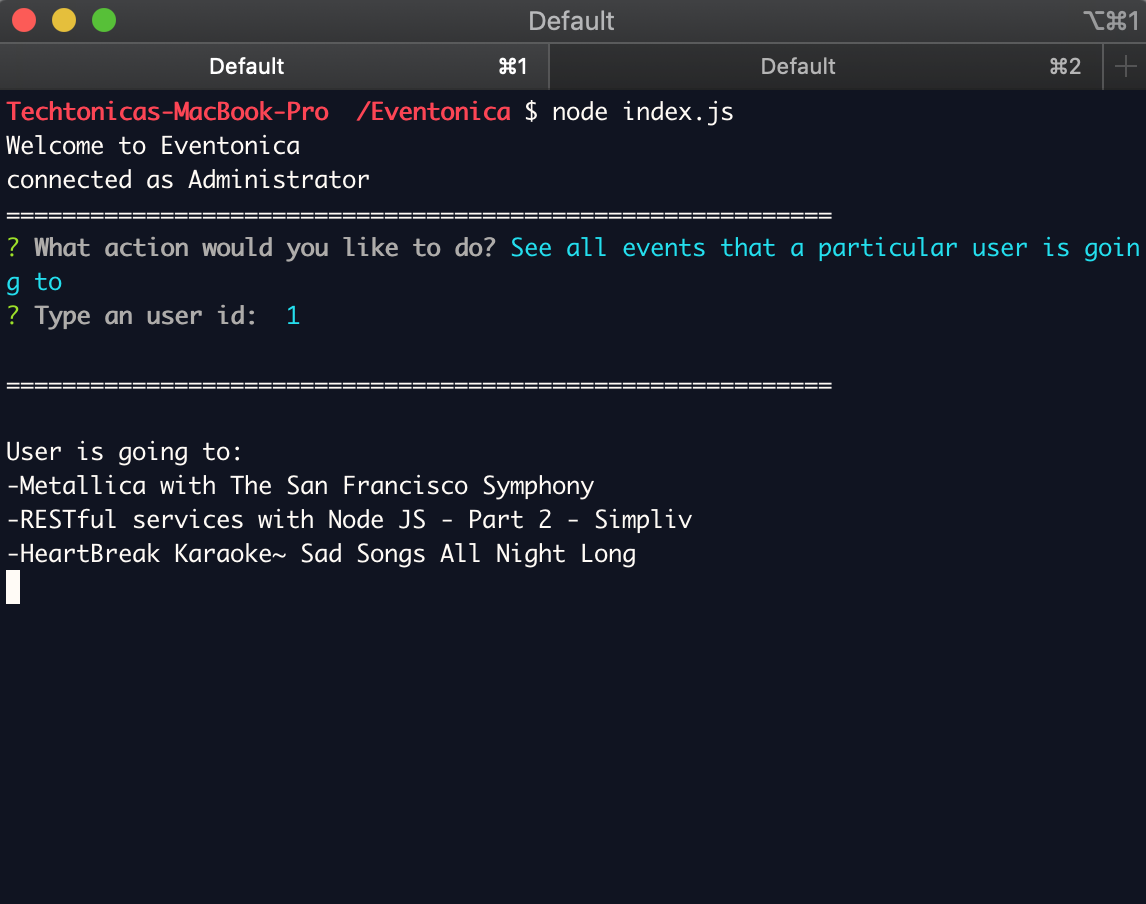 Default ⌥⌘1
Default ⌘1 Default ⌘2 +
Techtonicas-MacBook-Pro  /Eventonica $ node index.js
Welcome to Eventonica
connected as Administrator
===========================================================
? What action would you like to do? See all events that a particular user is goin
g to
? Type an user id:  1
===========================================================
User is going to:
-Metallica with The San Francisco Symphony
-RESTful services with Node JS - Part 2 - Simpliv
-HeartBreak Karaoke~ Sad Songs All Night Long